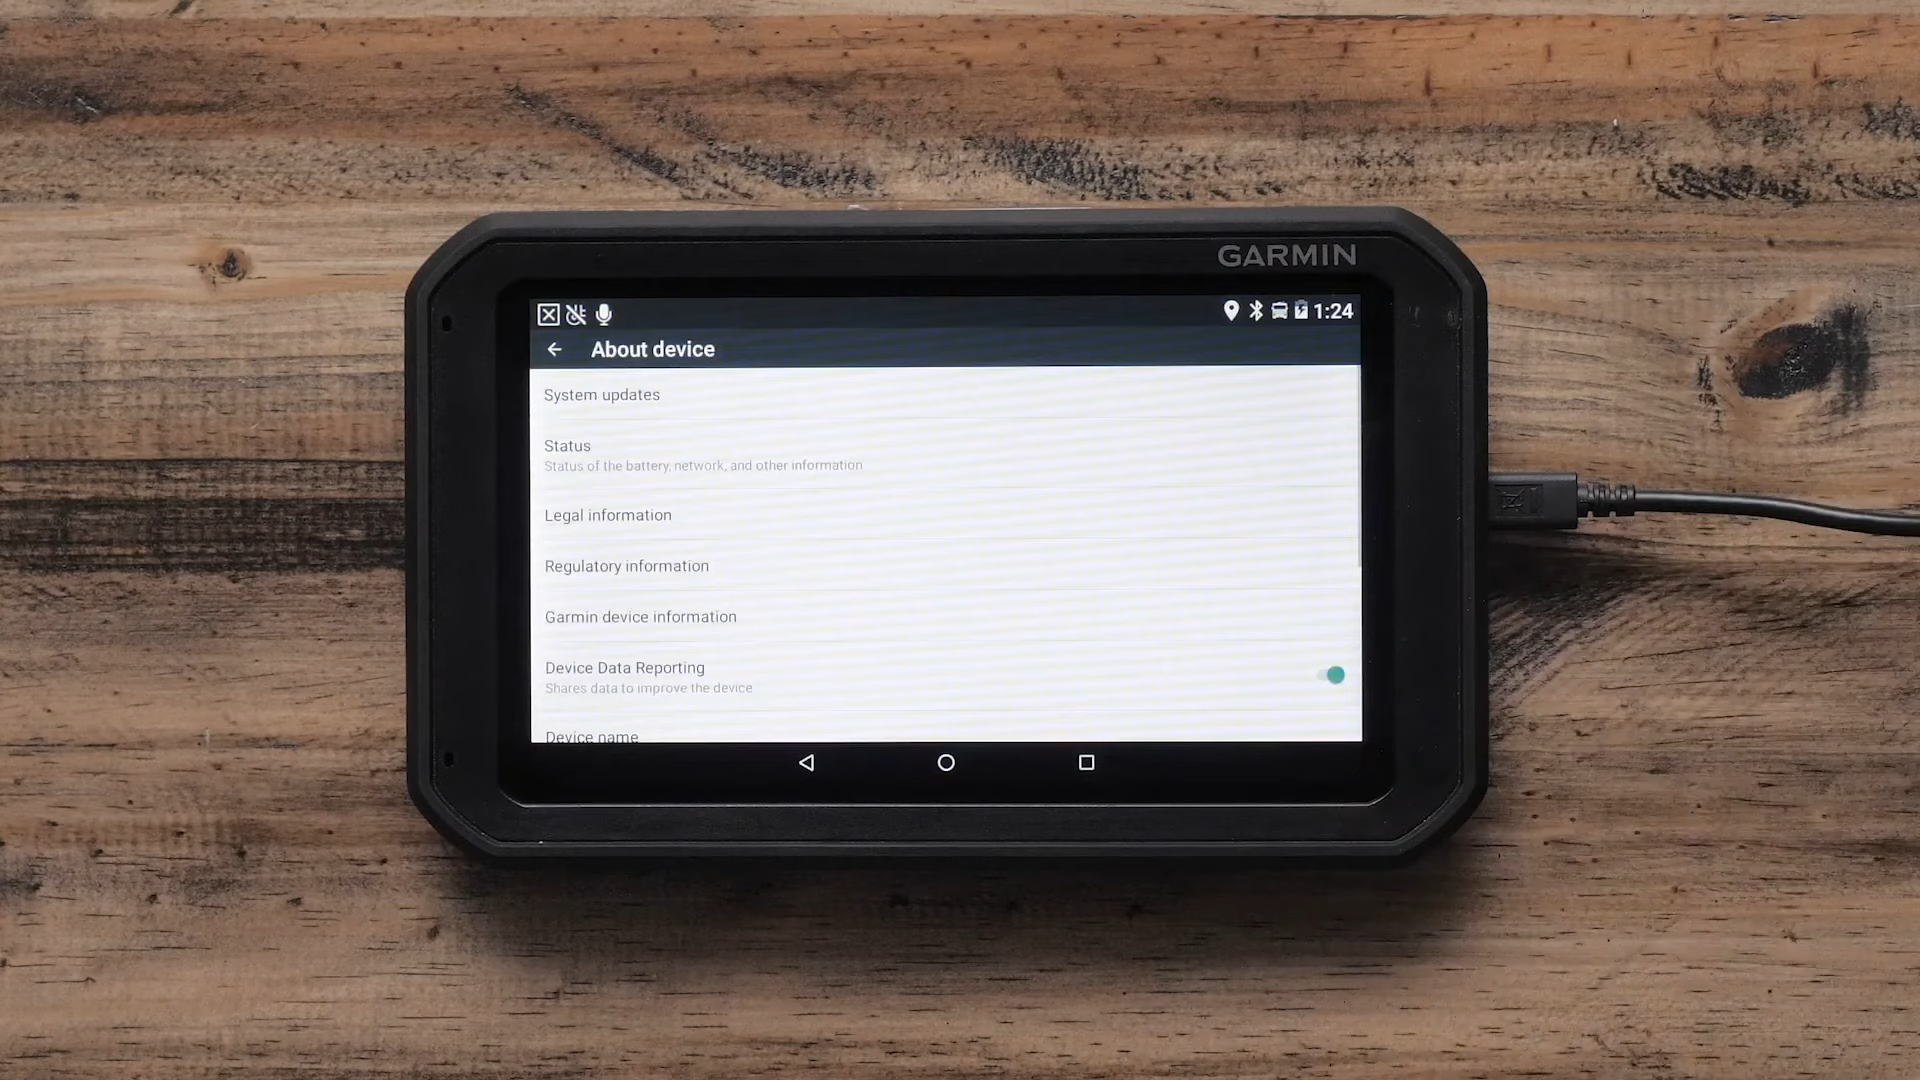 GARMIN
1:24
About device
System updates
Status
Status of the battery, network, and other information
Legal information
Regulatory information
Garmin device information
Device Data Reporting
Shares data to improve the device
Device name